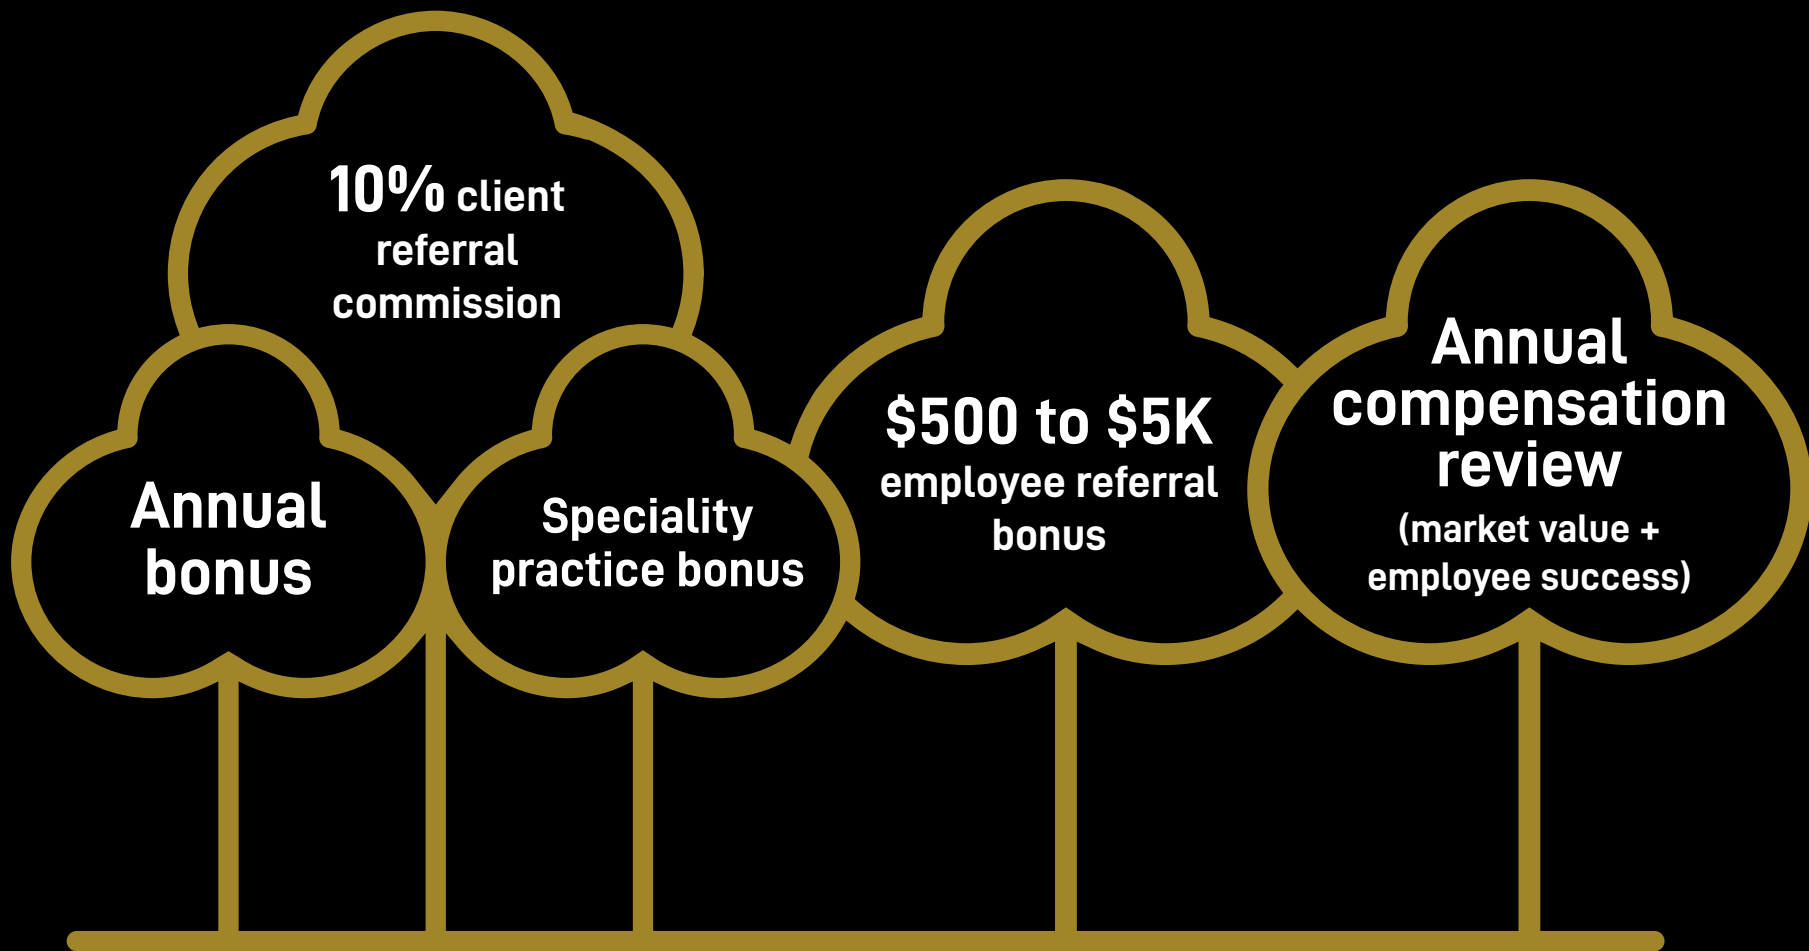 10% client
referral
commission
Annual
bonus
Speciality
practice bonus
$500 to $5K
employee referral
bonus
Annual
compensation
review
(market value +
employee success)